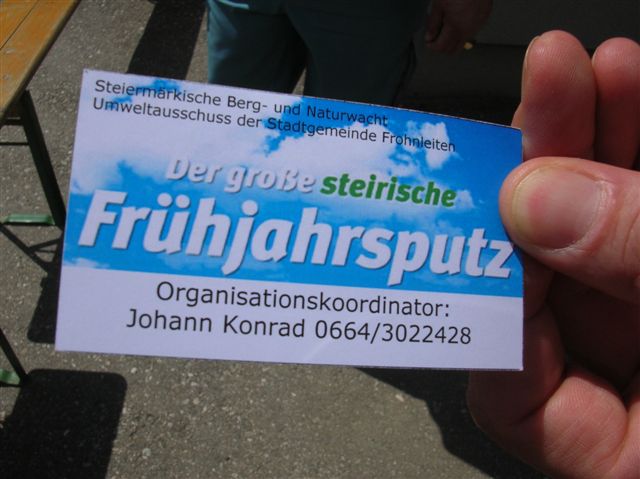 Steiermärkische Berg- und Naturwacht
Umweltausschuss der Stadtgemeinde Frohnleiten
Der große steirische
Frühjahrsputz
Organisationskoordinator:
Johann Konrad 0664/3022428